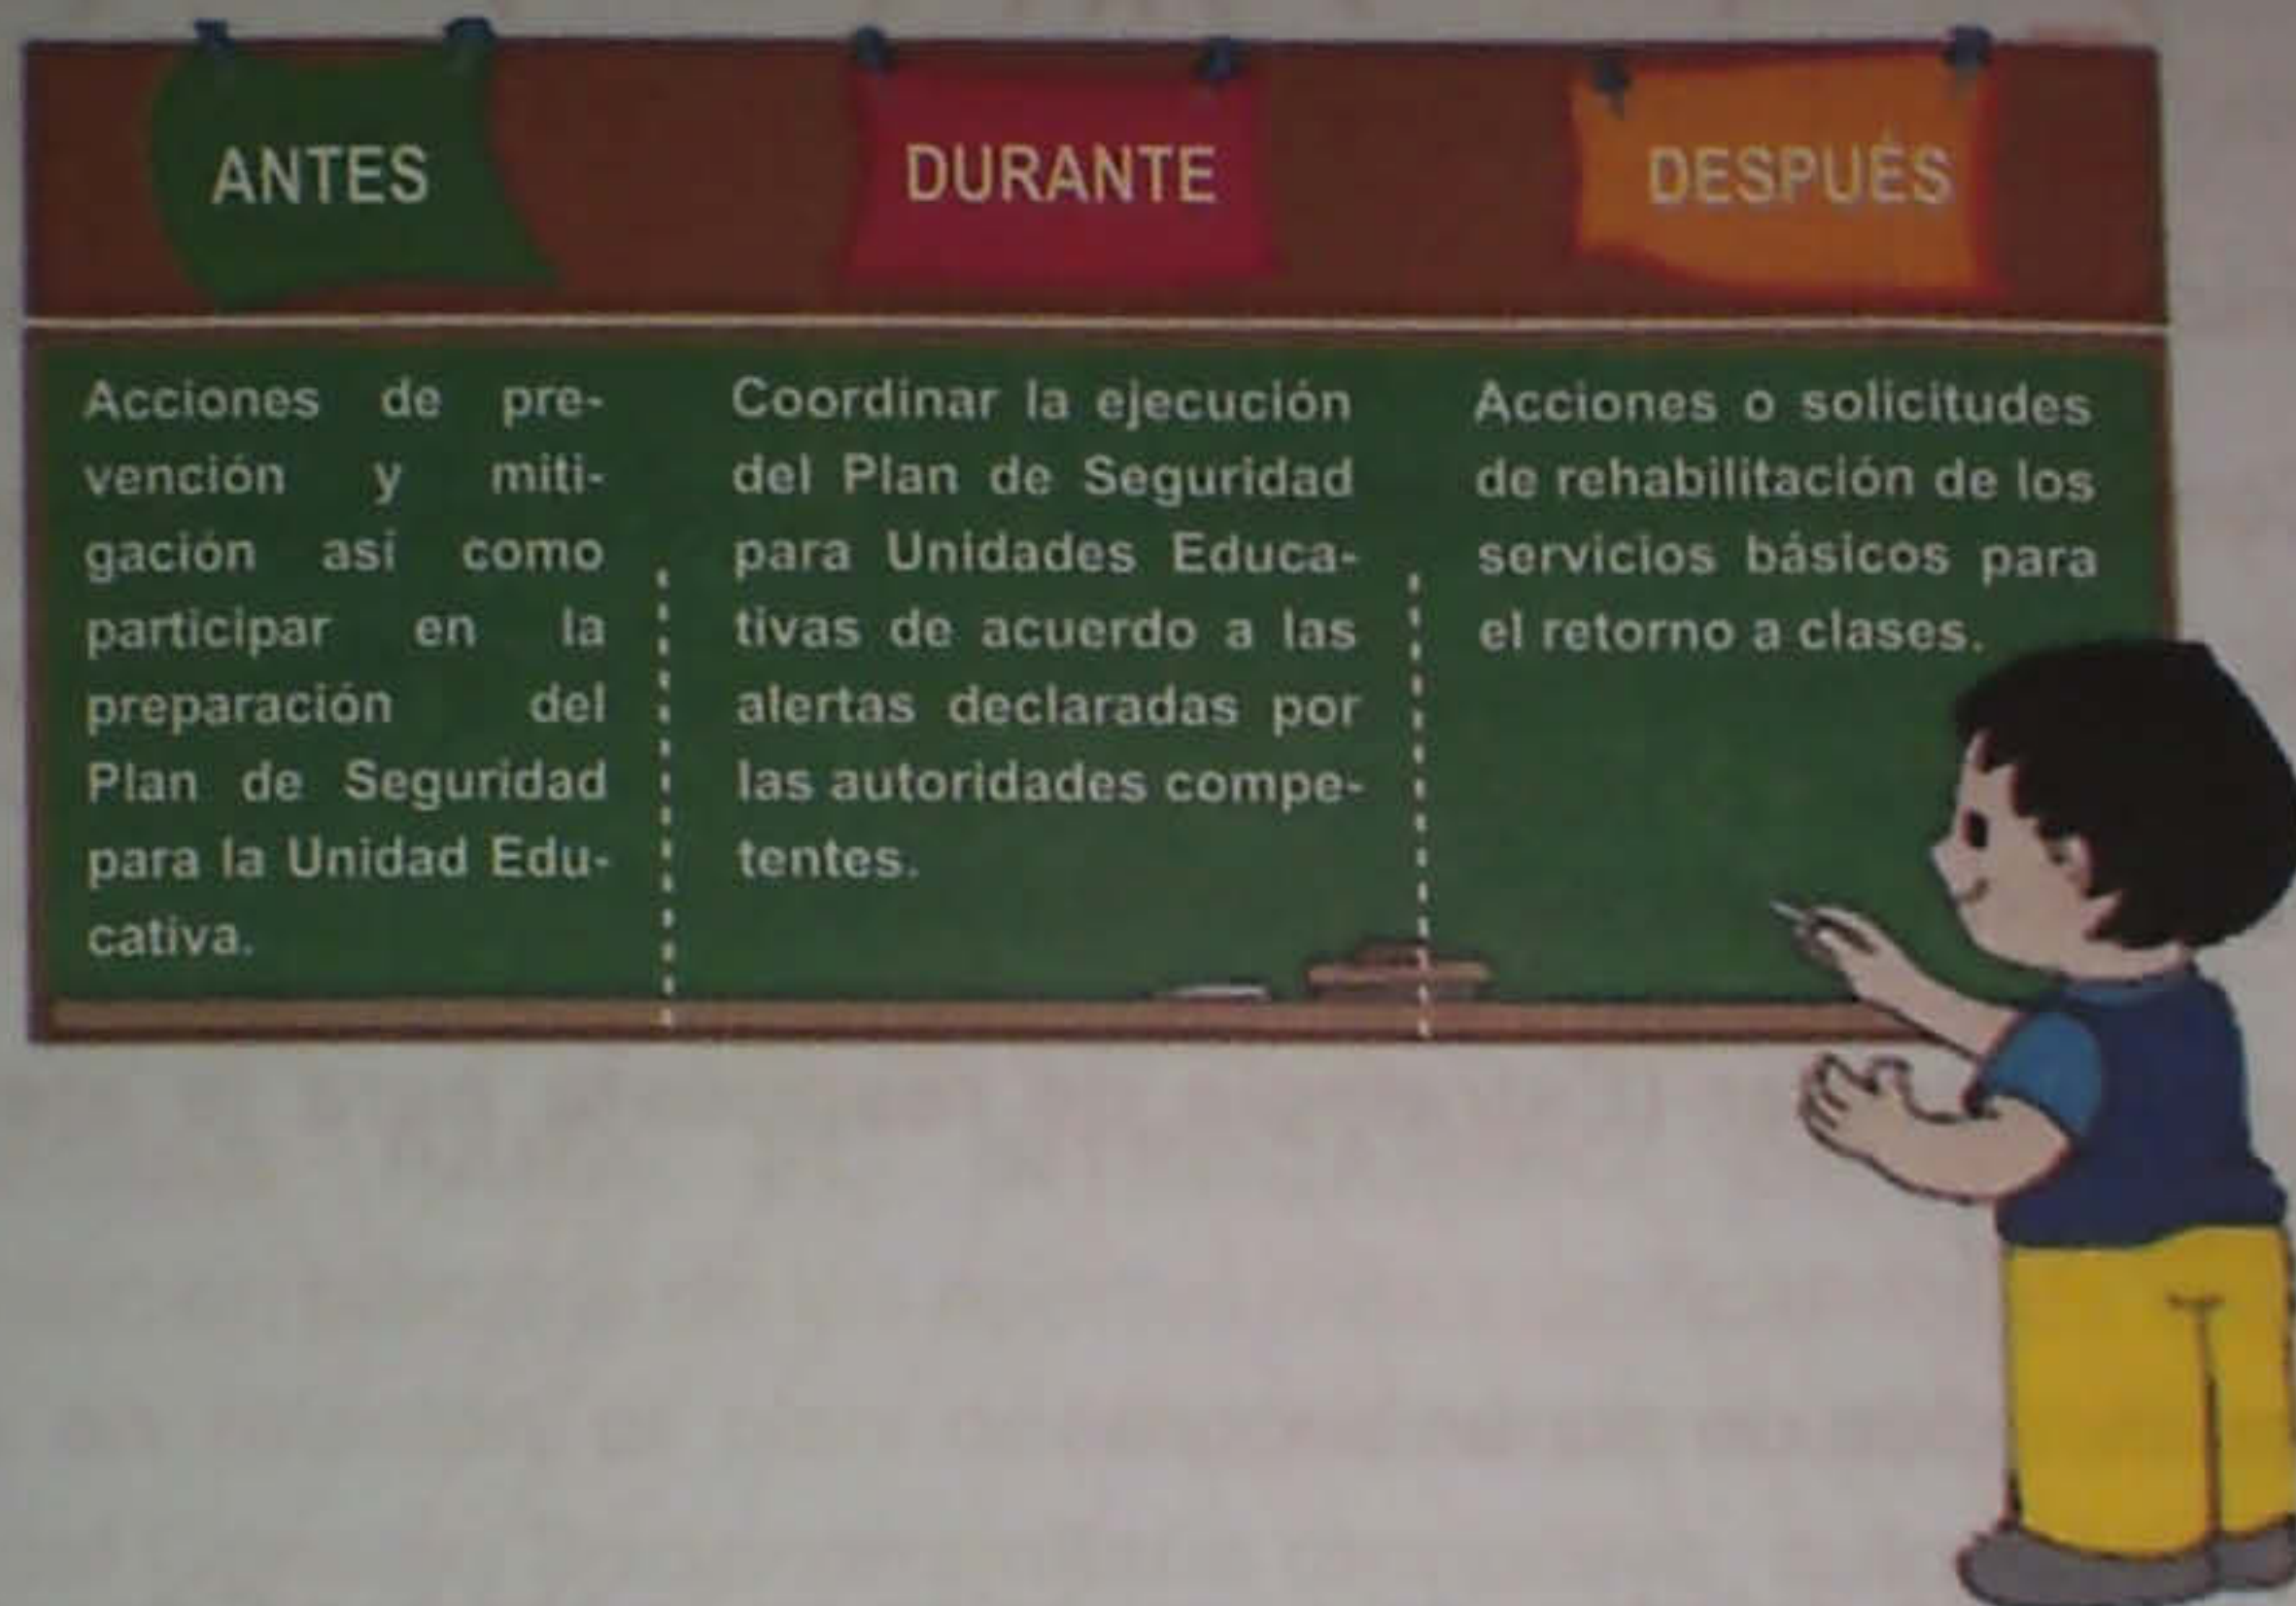 ANTES
Acciones de pre-
vención y miti-
gación así como
participar en la
preparación del
Plan de Seguridad
para la Unidad Edu-
cativa.
DURANTE
Coordinar la ejecución
del Plan de Seguridad
para Unidades Educa-
tivas de acuerdo a las
alertas declaradas por
las autoridades compe-
tentes.
DESPUÉS
Acciones o solicitudes
de rehabilitación de los
servicios básicos para
el retorno a clases.